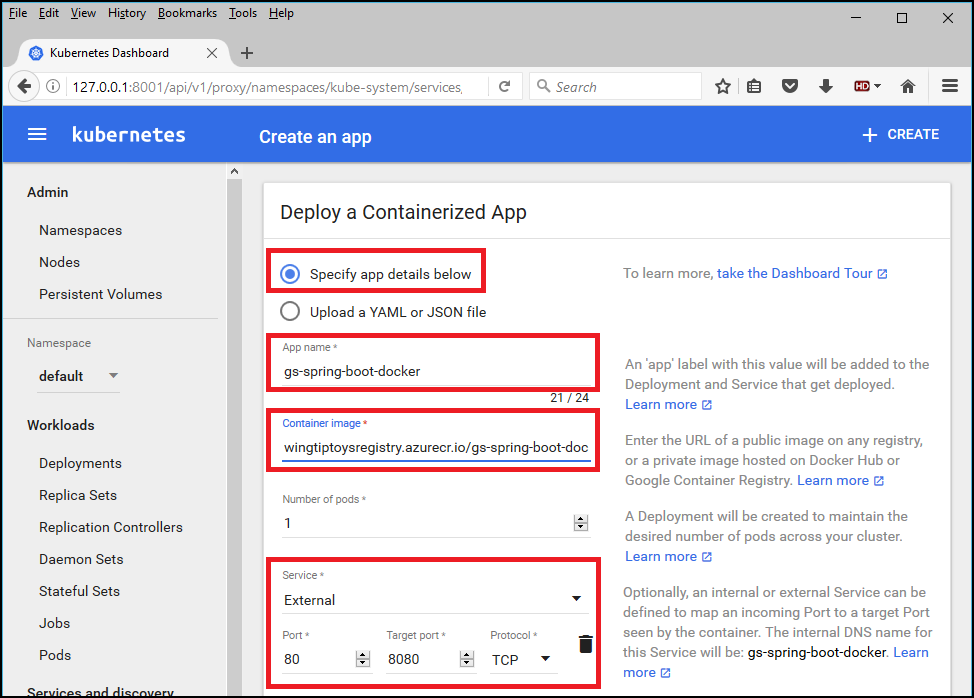 File Edit View History Bookmarks Tools Help
Kubernetes Dashboard
127.0.0.1:8001/api/v1/proxy/namespaces/kube-system/services,
Search
HD
kubernetes
Create an app
CREATE
Admin
Namespaces
Nodes
Persistent Volumes
Namespace
default
Workloads
Deployments
Replica Sets
Replication Controllers
Daemon Sets
Stateful Sets
Jobs
Pods
Services and discovery
Deploy a Containerized App
Specify app details below
To learn more, take the Dashboard Tour
Upload a YAML or JSON file
App name *
gs-spring-boot-docker
21 / 24
An 'app' label with this value will be added to the
Deployment and Service that get deployed.
Learn more
Container image *
wingtiptoysregistry.azurecr.io/gs-spring-boot-doc
Enter the URL of a public image on any registry,
or a private image hosted on Docker Hub or
Google Container Registry. Learn more
Number of pods *
1
A Deployment will be created to maintain the
desired number of pods across your cluster.
Learn more
Service *
External
Port *
80
Target port *
8080
Protocol *
TCP
Optionally, an internal or external Service can be
defined to map an incoming Port to a target Port
seen by the container. The internal DNS name for
this Service will be: gs-spring-boot-docker. Learn
more